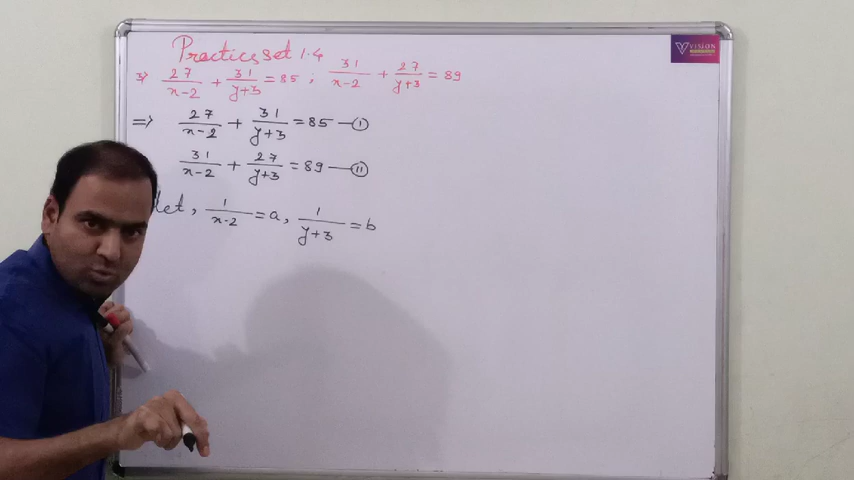 Practics set 1.4
VISION
3) 27/(x-2) + 31/(y+3) = 85 ; 31/(x-2) + 27/(y+3) = 89
=> 27/(x-2) + 31/(y+3) = 85 — (I)
31/(x-2) + 27/(y+3) = 89 — (II)
let, 1/(x-2) = a, 1/(y+3) = b